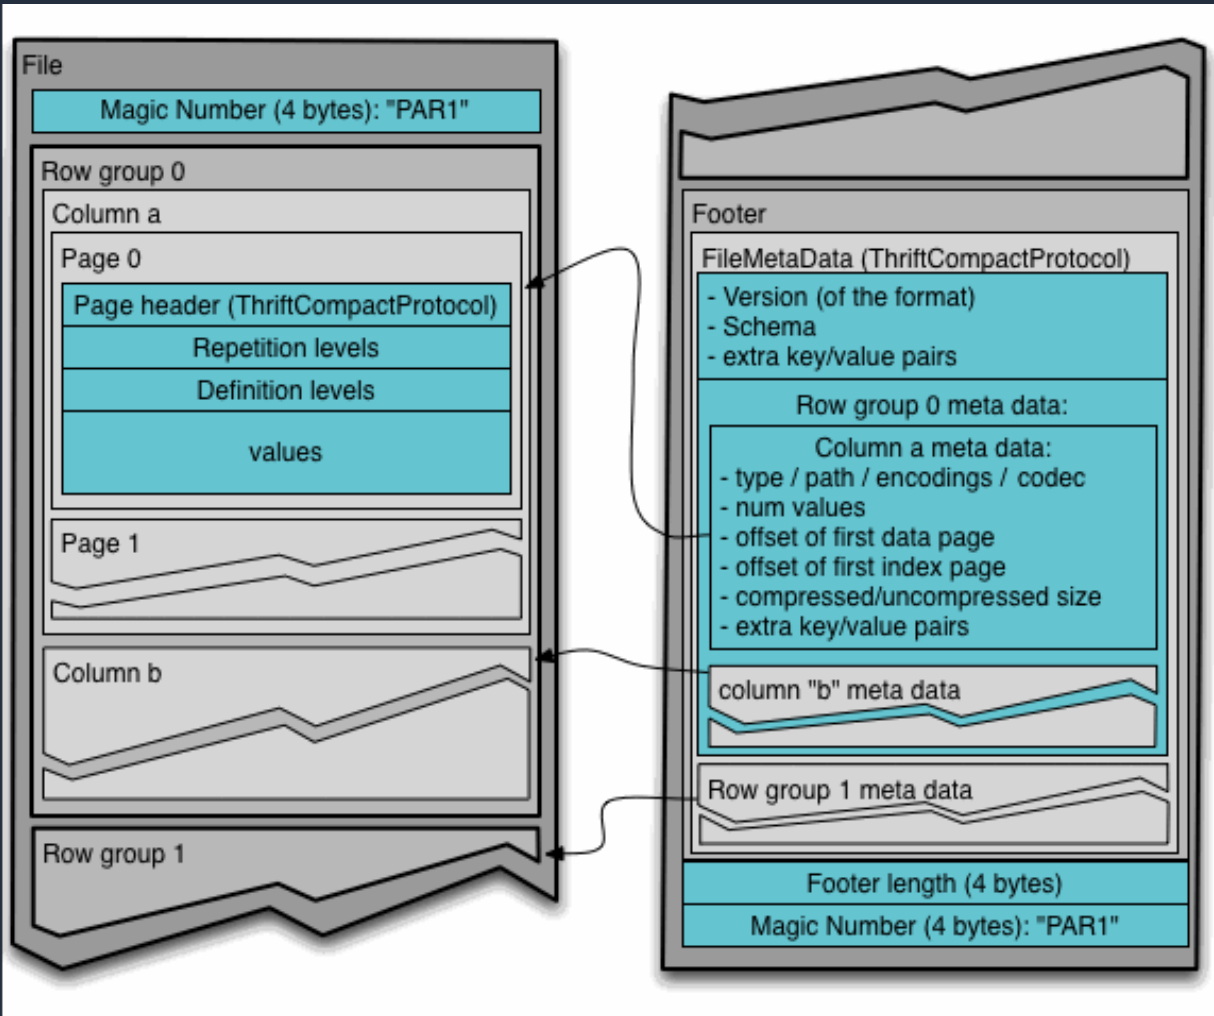 File
Magic Number (4 bytes): "PAR1"
Row group 0
Column a
Page 0
Page header (ThriftCompactProtocol)
Repetition levels
Definition levels
values
Page 1
Column b
Row group 1
Footer
FileMetaData (ThriftCompactProtocol)
- Version (of the format)
- Schema
- extra key/value pairs
Row group 0 meta data:
Column a meta data:
- type / path / encodings / codec
- num values
- offset of first data page
- offset of first index page
- compressed/uncompressed size
- extra key/value pairs
column "b" meta data
Row group 1 meta data
Footer length (4 bytes)
Magic Number (4 bytes): "PAR1"